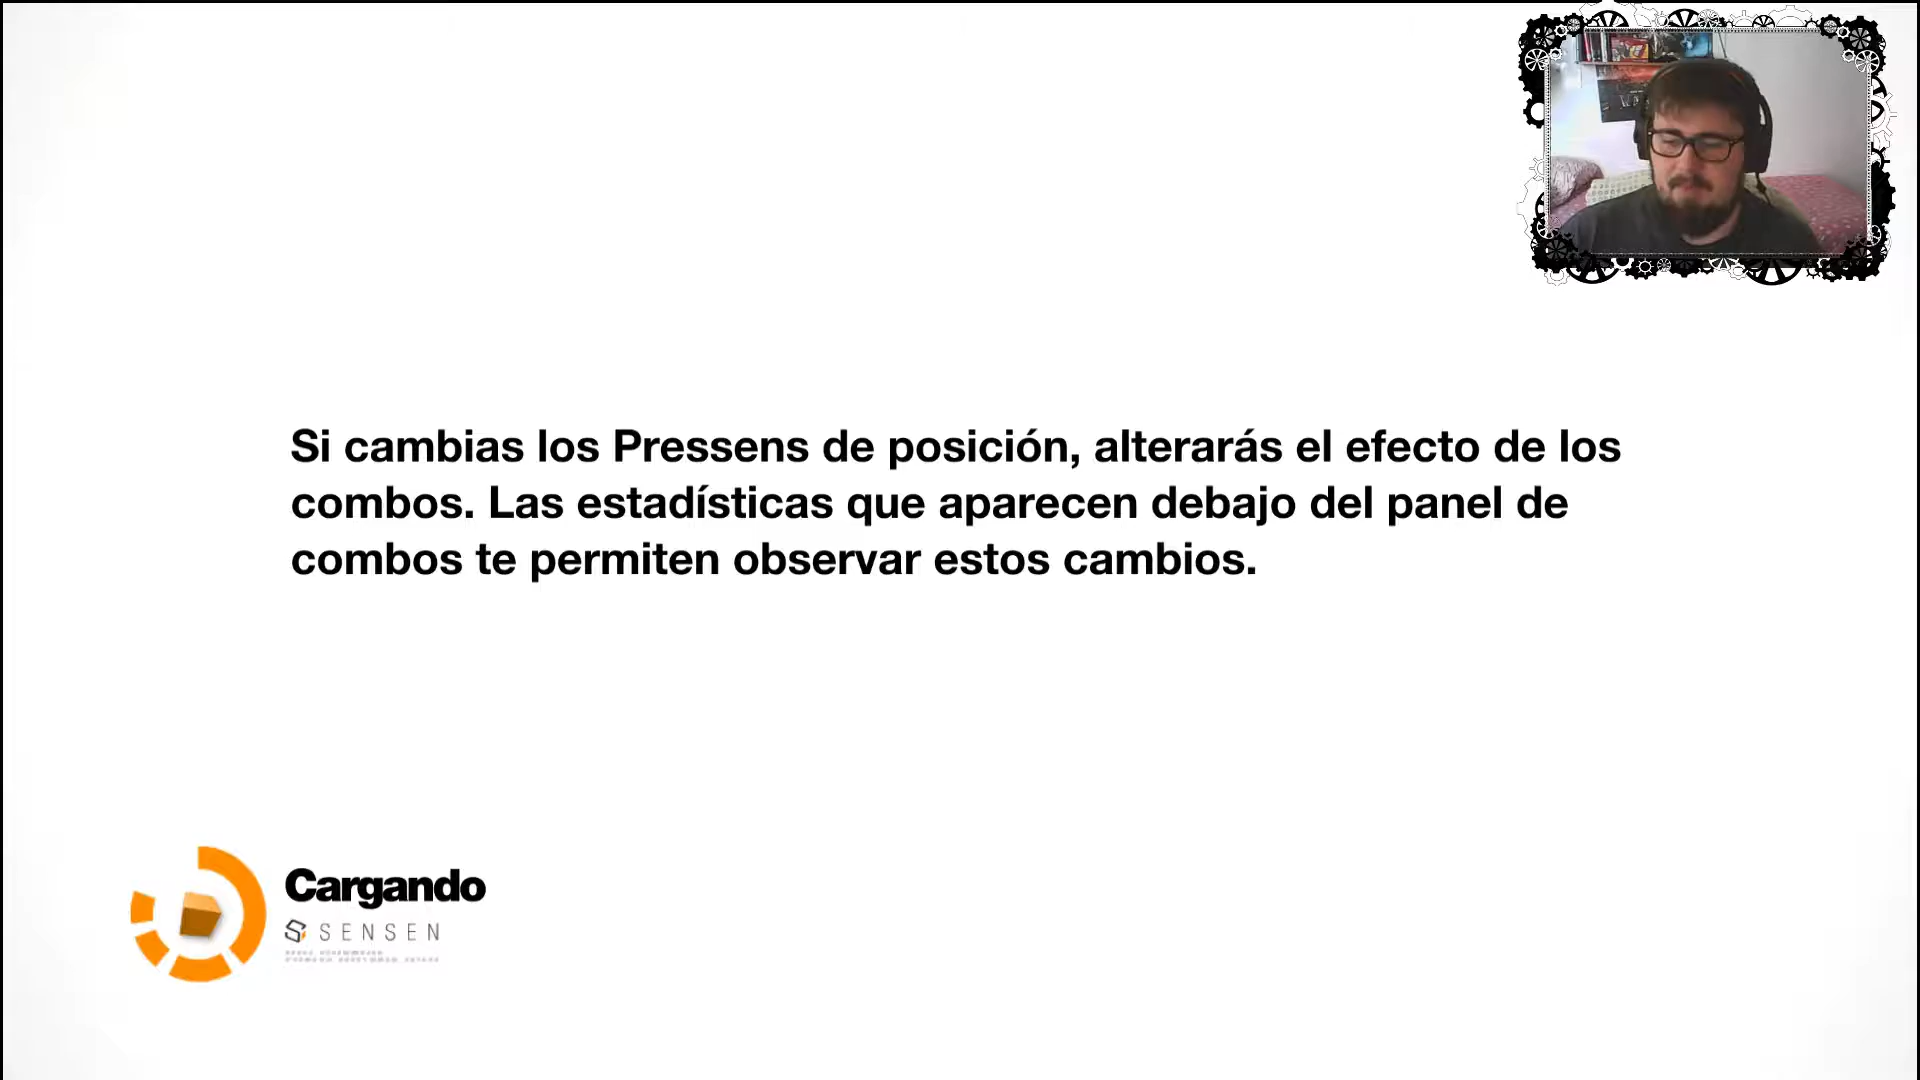 Si cambias los Pressens de posición, alterarás el efecto de los
combos. Las estadísticas que aparecen debajo del panel de
combos te permiten observar estos cambios.
Cargando
SENSEN